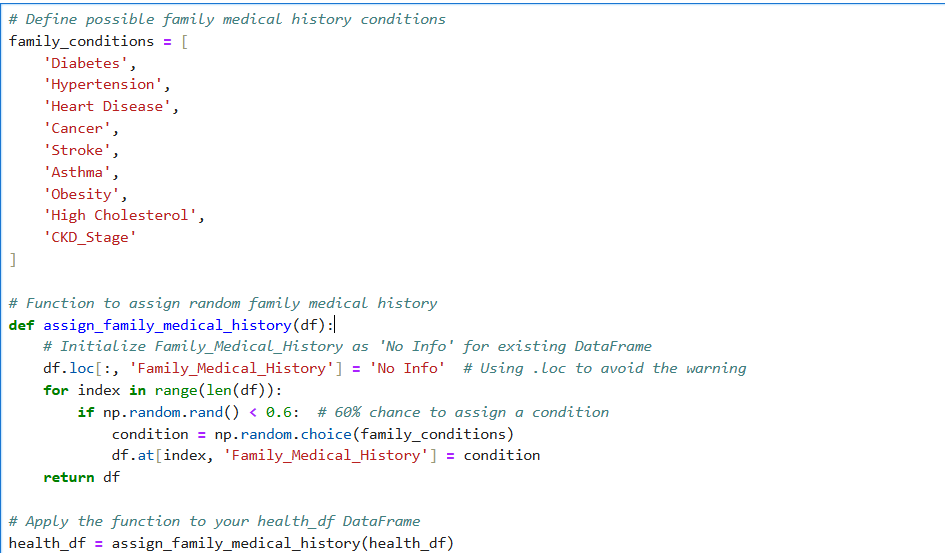 # Define possible family medical history conditions
family_conditions = [
    'Diabetes',
    'Hypertension',
    'Heart Disease',
    'Cancer',
    'Stroke',
    'Asthma',
    'Obesity',
    'High Cholesterol',
    'CKD_Stage'
]

# Function to assign random family medical history
def assign_family_medical_history(df):
    # Initialize Family_Medical_History as 'No Info' for existing DataFrame
    df.loc[:, 'Family_Medical_History'] = 'No Info'  # Using .loc to avoid the warning
    for index in range(len(df)):
        if np.random.rand() < 0.6:  # 60% chance to assign a condition
            condition = np.random.choice(family_conditions)
            df.at[index, 'Family_Medical_History'] = condition
    return df

# Apply the function to your health_df DataFrame
health_df = assign_family_medical_history(health_df)